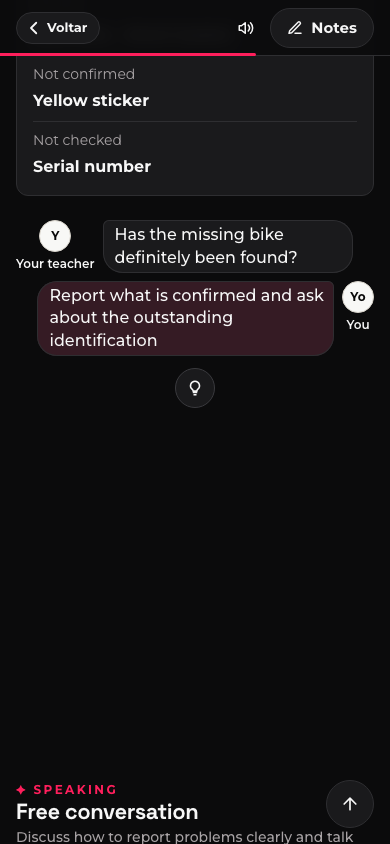 Voltar
Notes
Not confirmed
Yellow sticker
Not checked
Serial number
Y
Your teacher
Has the missing bike
definitely been found?
Report what is confirmed and ask
about the outstanding
identification
Yo
You
SPEAKING
Free conversation
Discuss how to report problems clearly and talk